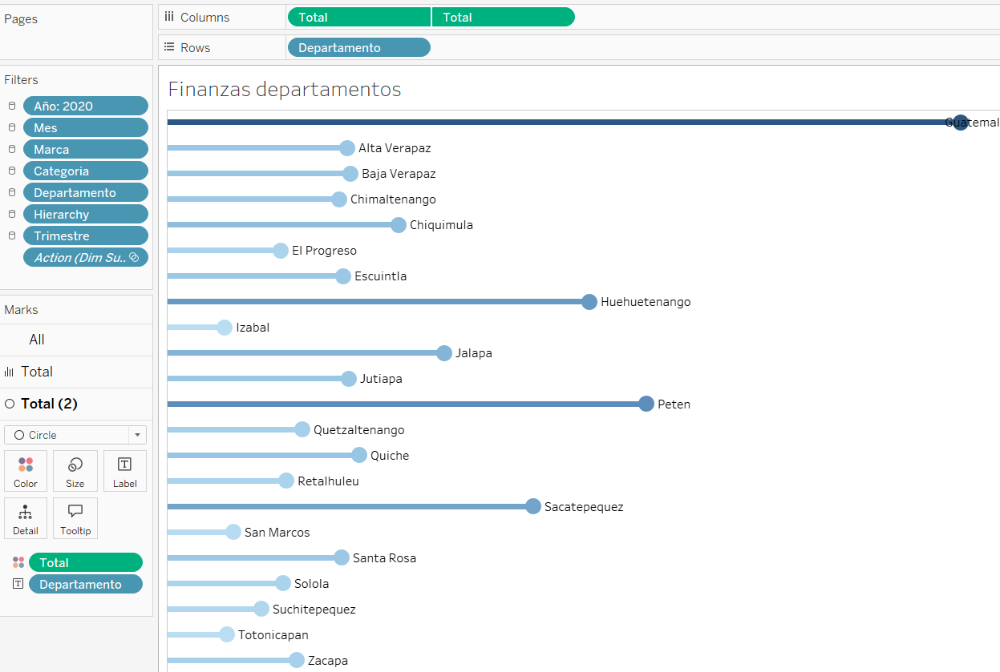 Pages
Columns
Total
Total
Rows
Departamento
Filters
Año: 2020
Mes
Marca
Categoria
Departamento
Hierarchy
Trimestre
Action (Dim Su..
Marks
All
Total
Total (2)
Circle
Color
Size
Label
Detail
Tooltip
Total
Departamento
Finanzas departamentos
Guatemal
Alta Verapaz
Baja Verapaz
Chimaltenango
Chiquimula
El Progreso
Escuintla
Huehuetenango
Izabal
Jalapa
Jutiapa
Peten
Quetzaltenango
Quiche
Retalhuleu
Sacatepequez
San Marcos
Santa Rosa
Solola
Suchitepequez
Totonicapan
Zacapa